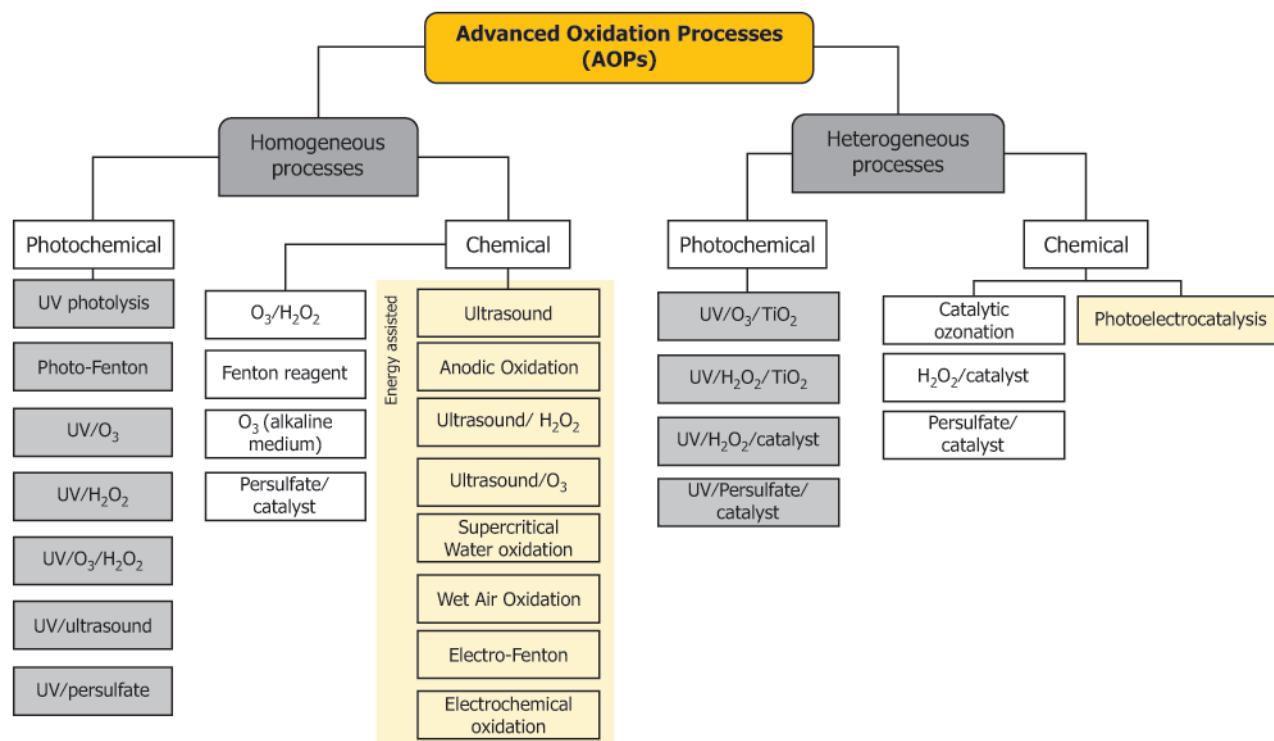 Advanced Oxidation Processes
(AOPs)
Homogeneous
processes
Heterogeneous
processes
Photochemical
Chemical
Photochemical
Chemical
UV photolysis
Photo-Fenton
UV/O₃
UV/H₂O₂
UV/O₃/H₂O₂
UV/ultrasound
UV/persulfate
O₃/H₂O₂
Fenton reagent
O₃ (alkaline
medium)
Persulfate/
catalyst
Energy assisted
Ultrasound
Anodic Oxidation
Ultrasound/ H₂O₂
Ultrasound/O₃
Supercritical
Water oxidation
Wet Air Oxidation
Electro-Fenton
Electrochemical
oxidation
UV/O₃/TiO₂
UV/H₂O₂/TiO₂
UV/H₂O₂/catalyst
UV/Persulfate/
catalyst
Catalytic
ozonation
H₂O₂/catalyst
Persulfate/
catalyst
Photoelectrocatalysis